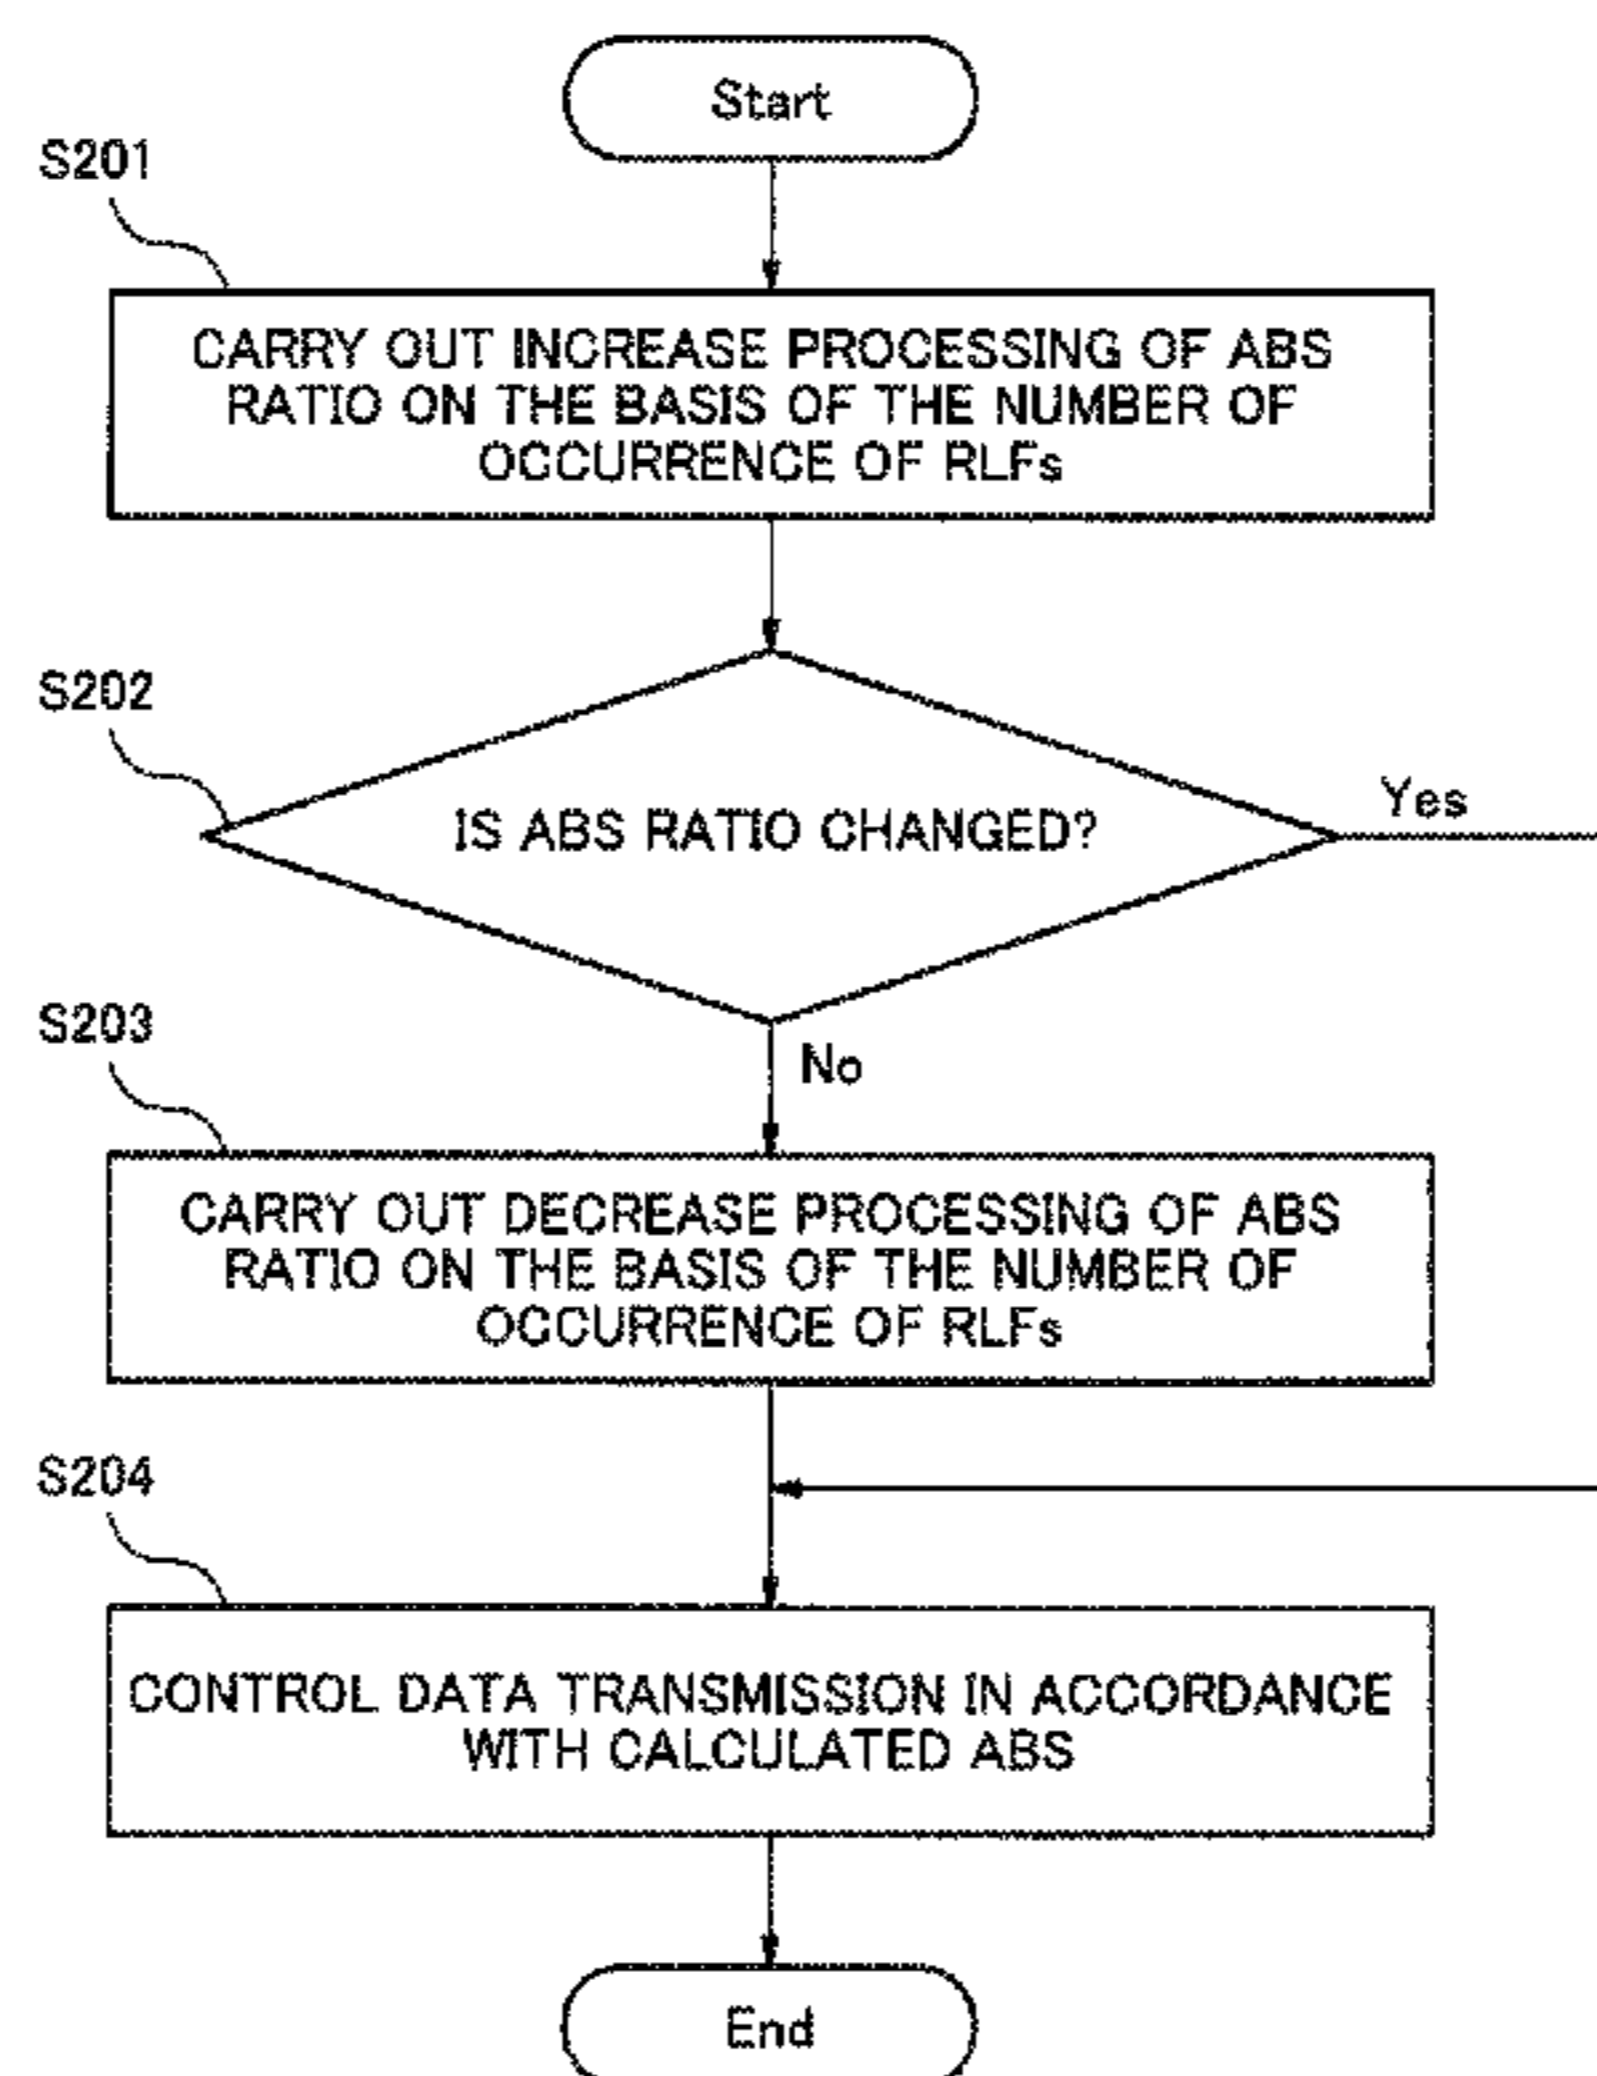 Start
S201
CARRY OUT INCREASE PROCESSING OF ABS
RATIO ON THE BASIS OF THE NUMBER OF
OCCURRENCE OF RLFs
S202
IS ABS RATIO CHANGED?
Yes
S203
No
CARRY OUT DECREASE PROCESSING OF ABS
RATIO ON THE BASIS OF THE NUMBER OF
OCCURRENCE OF RLFs
S204
CONTROL DATA TRANSMISSION IN ACCORDANCE
WITH CALCULATED ABS
End